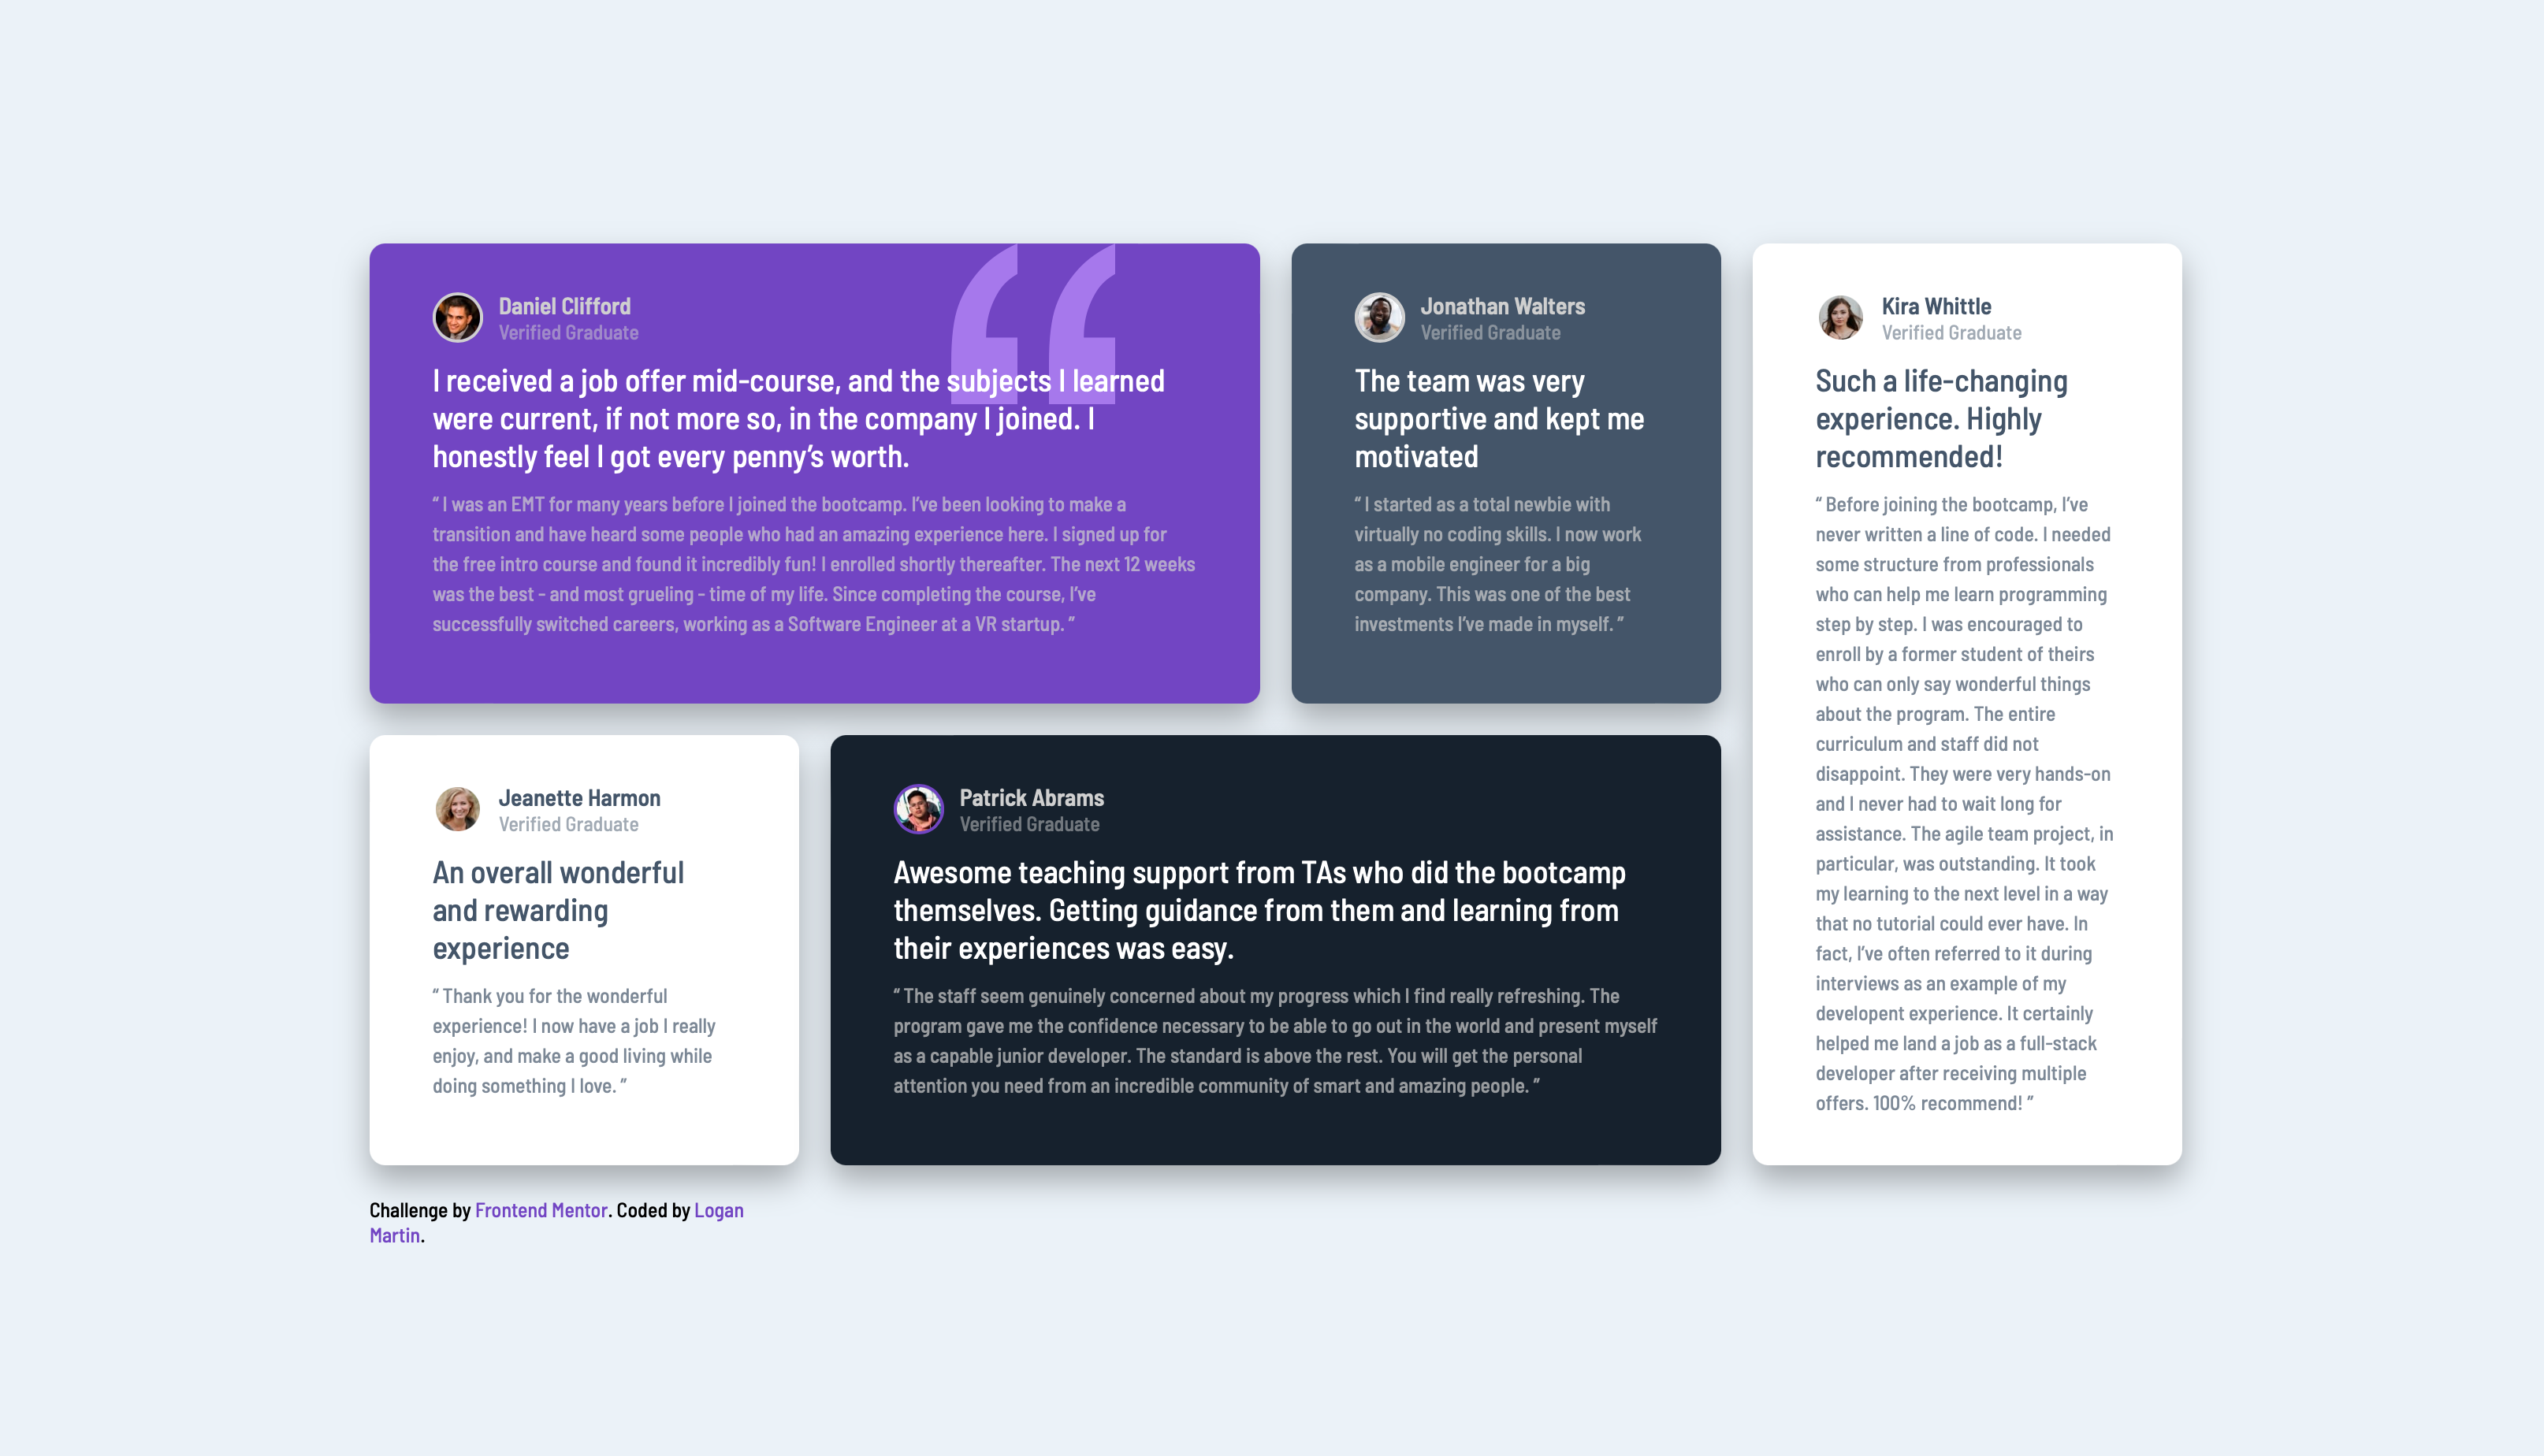 Daniel Clifford
Verified Graduate
I received a job offer mid-course, and the subjects I learned
were current, if not more so, in the company I joined. I
honestly feel I got every penny’s worth.
“ I was an EMT for many years before I joined the bootcamp. I’ve been looking to make a
transition and have heard some people who had an amazing experience here. I signed up for
the free intro course and found it incredibly fun! I enrolled shortly thereafter. The next 12 weeks
was the best - and most grueling - time of my life. Since completing the course, I’ve
successfully switched careers, working as a Software Engineer at a VR startup. ”
Jonathan Walters
Verified Graduate
The team was very
supportive and kept me
motivated
“ I started as a total newbie with
virtually no coding skills. I now work
as a mobile engineer for a big
company. This was one of the best
investments I’ve made in myself. ”
Kira Whittle
Verified Graduate
Such a life-changing
experience. Highly
recommended!
“ Before joining the bootcamp, I’ve
never written a line of code. I needed
some structure from professionals
who can help me learn programming
step by step. I was encouraged to
enroll by a former student of theirs
who can only say wonderful things
about the program. The entire
curriculum and staff did not
disappoint. They were very hands-on
and I never had to wait long for
assistance. The agile team project, in
particular, was outstanding. It took
my learning to the next level in a way
that no tutorial could ever have. In
fact, I’ve often referred to it during
interviews as an example of my
developent experience. It certainly
helped me land a job as a full-stack
developer after receiving multiple
offers. 100% recommend! ”
Jeanette Harmon
Verified Graduate
An overall wonderful
and rewarding
experience
“ Thank you for the wonderful
experience! I now have a job I really
enjoy, and make a good living while
doing something I love. ”
Patrick Abrams
Verified Graduate
Awesome teaching support from TAs who did the bootcamp
themselves. Getting guidance from them and learning from
their experiences was easy.
“ The staff seem genuinely concerned about my progress which I find really refreshing. The
program gave me the confidence necessary to be able to go out in the world and present myself
as a capable junior developer. The standard is above the rest. You will get the personal
attention you need from an incredible community of smart and amazing people. ”
Challenge by Frontend Mentor. Coded by Logan
Martin.